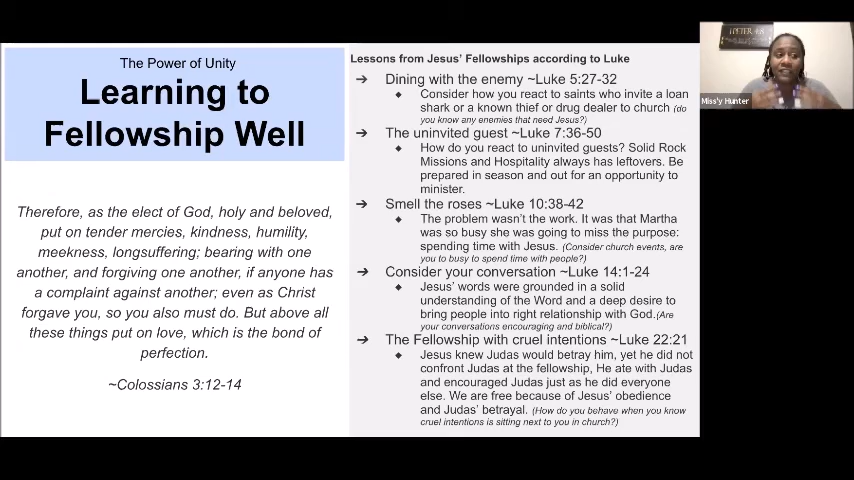 The Power of Unity
Learning to
Fellowship Well
Therefore, as the elect of God, holy and beloved,
put on tender mercies, kindness, humility,
meekness, longsuffering; bearing with one
another, and forgiving one another, if anyone has
a complaint against another; even as Christ
forgave you, so you also must do. But above all
these things put on love, which is the bond of
perfection.
~Colossians 3:12-14
Lessons from Jesus' Fellowships according to Luke
➔ Dining with the enemy ~Luke 5:27-32
◆ Consider how you react to saints who invite a loan
shark or a known thief or drug dealer to church (do
you know any enemies that need Jesus?)
➔ The uninvited guest ~Luke 7:36-50
◆ How do you react to uninvited guests? Solid Rock
Missions and Hospitality always has leftovers. Be
prepared in season and out for an opportunity to
minister.
➔ Smell the roses ~Luke 10:38-42
◆ The problem wasn't the work. It was that Martha
was so busy she was going to miss the purpose:
spending time with Jesus. (Consider church events, are
you to busy to spend time with people?)
➔ Consider your conversation ~Luke 14:1-24
◆ Jesus' words were grounded in a solid
understanding of the Word and a deep desire to
bring people into right relationship with God.(Are
your conversations encouraging and biblical?)
➔ The Fellowship with cruel intentions ~Luke 22:21
◆ Jesus knew Judas would betray him, yet he did not
confront Judas at the fellowship, He ate with Judas
and encouraged Judas just as he did everyone
else. We are free because of Jesus' obedience
and Judas' betrayal. (How do you behave when you know
cruel intentions is sitting next to you in church?)
1 PETER 4:8
Miss'y Hunter